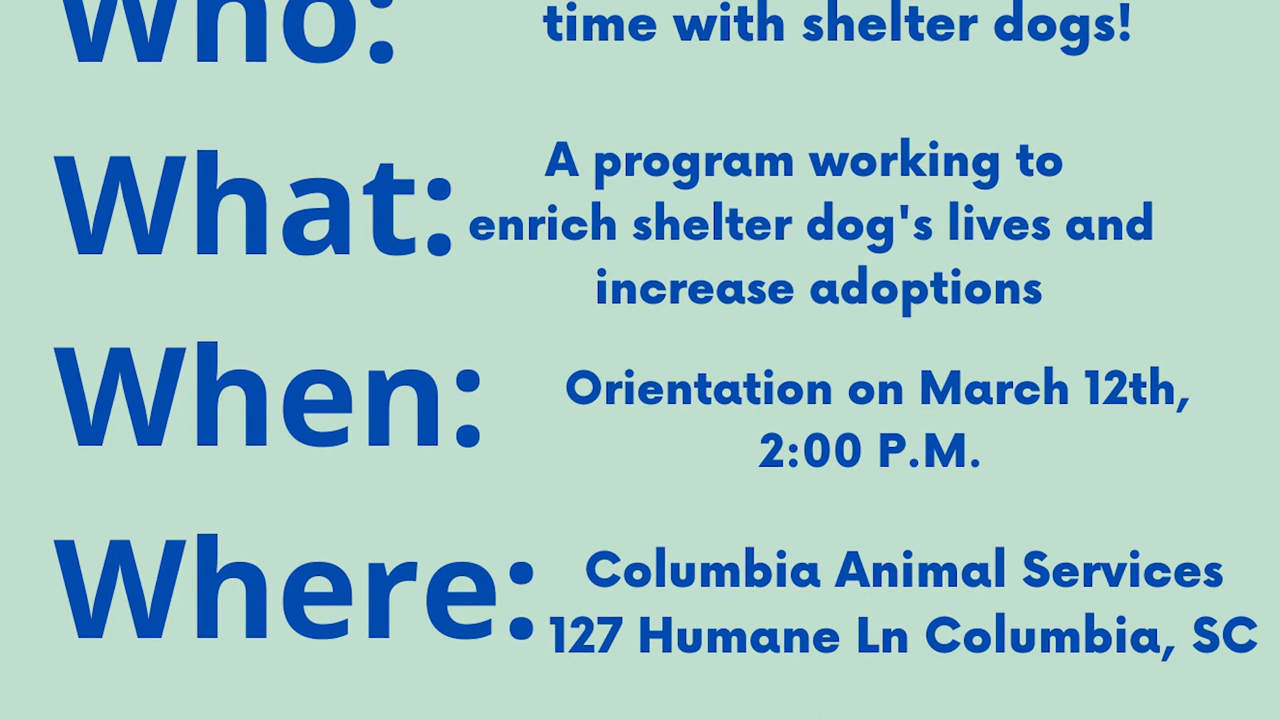 Who:
time with shelter dogs!
What:
A program working to
enrich shelter dog's lives and
increase adoptions
When:
Orientation on March 12th,
2:00 P.M.
Where:
Columbia Animal Services
127 Humane Ln Columbia, SC